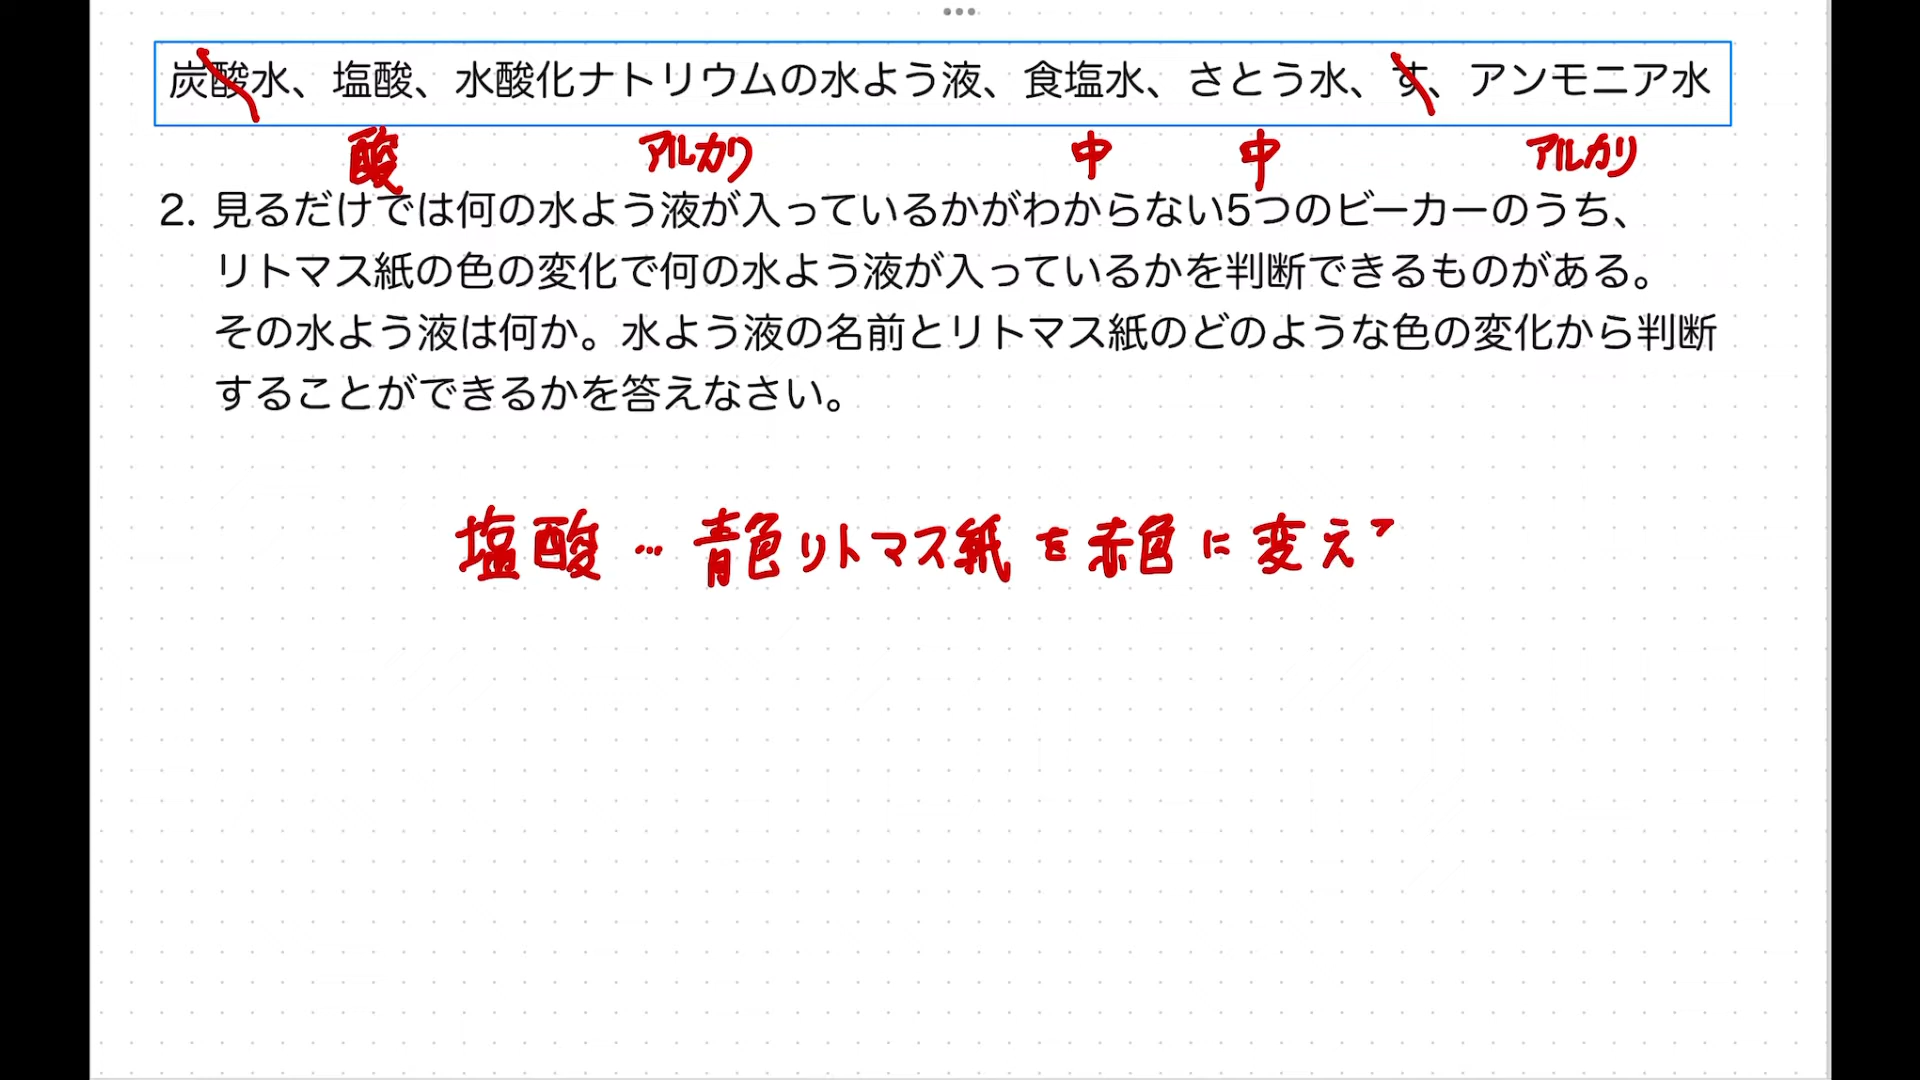 炭酸水、塩酸、水酸化ナトリウムの水よう液、食塩水、さとう水、す、アンモニア水
酸 アルカリ 中 中 アルカリ
2. 見るだけでは何の水よう液が入っているかがわからない5つのビーカーのうち、
リトマス紙の色の変化で何の水よう液が入っているかを判断できるものがある。
その水よう液は何か。水よう液の名前とリトマス紙のどのような色の変化から判断
することができるかを答えなさい。
塩酸…青色リトマス紙を赤色に変え